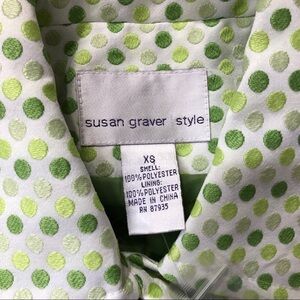 susan graver style
XS
SHELL:
100%POLYESTER
LINING:
100%POLYESTER
MADE IN CHINA
RN 87935